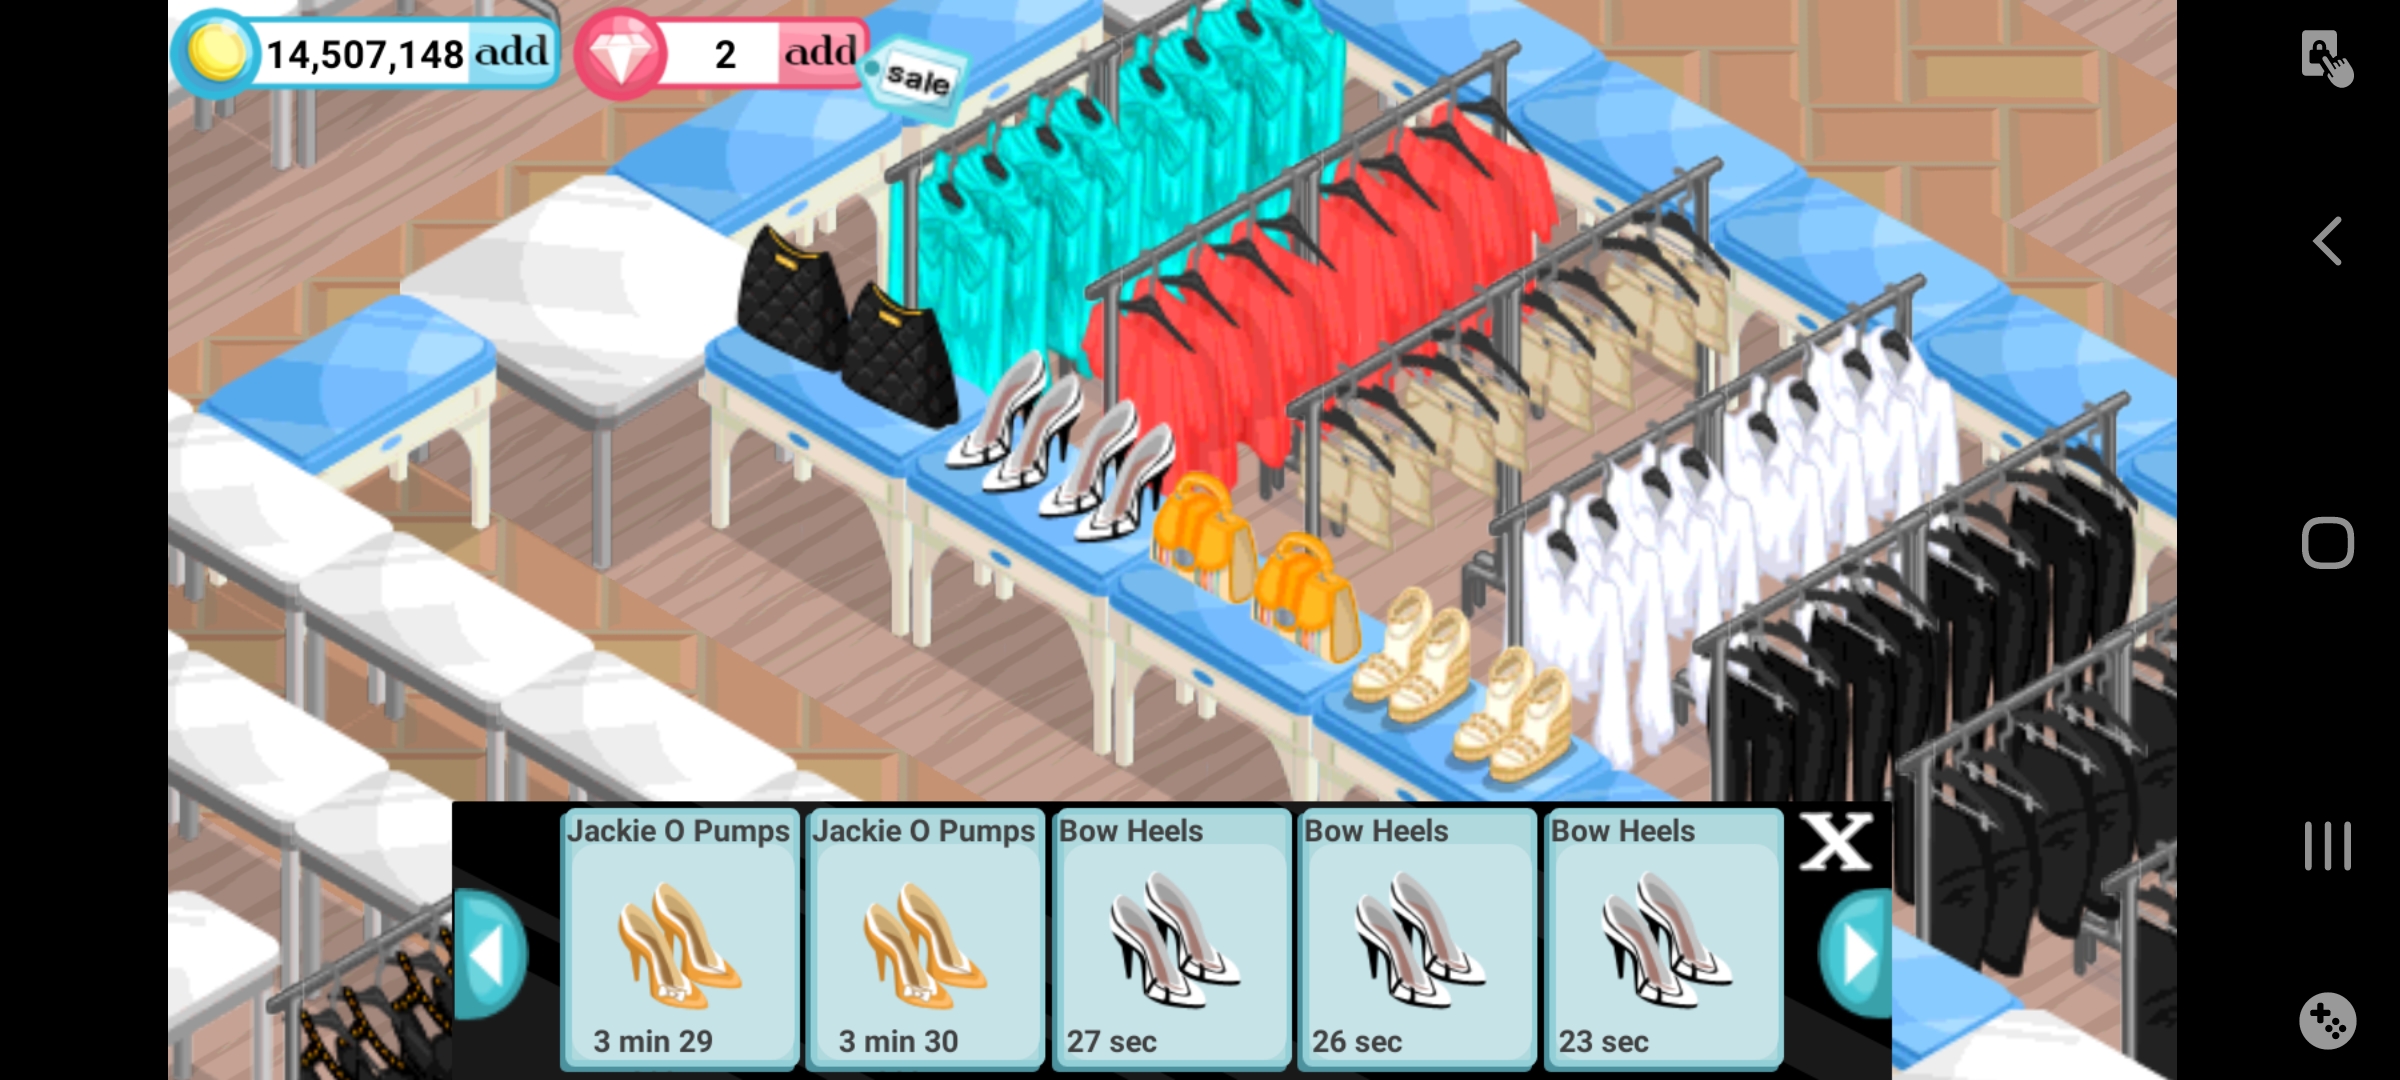 14,507,148 add
2 add
sale
Jackie O Pumps
3 min 29
Jackie O Pumps
3 min 30
Bow Heels
27 sec
Bow Heels
26 sec
Bow Heels
23 sec
X